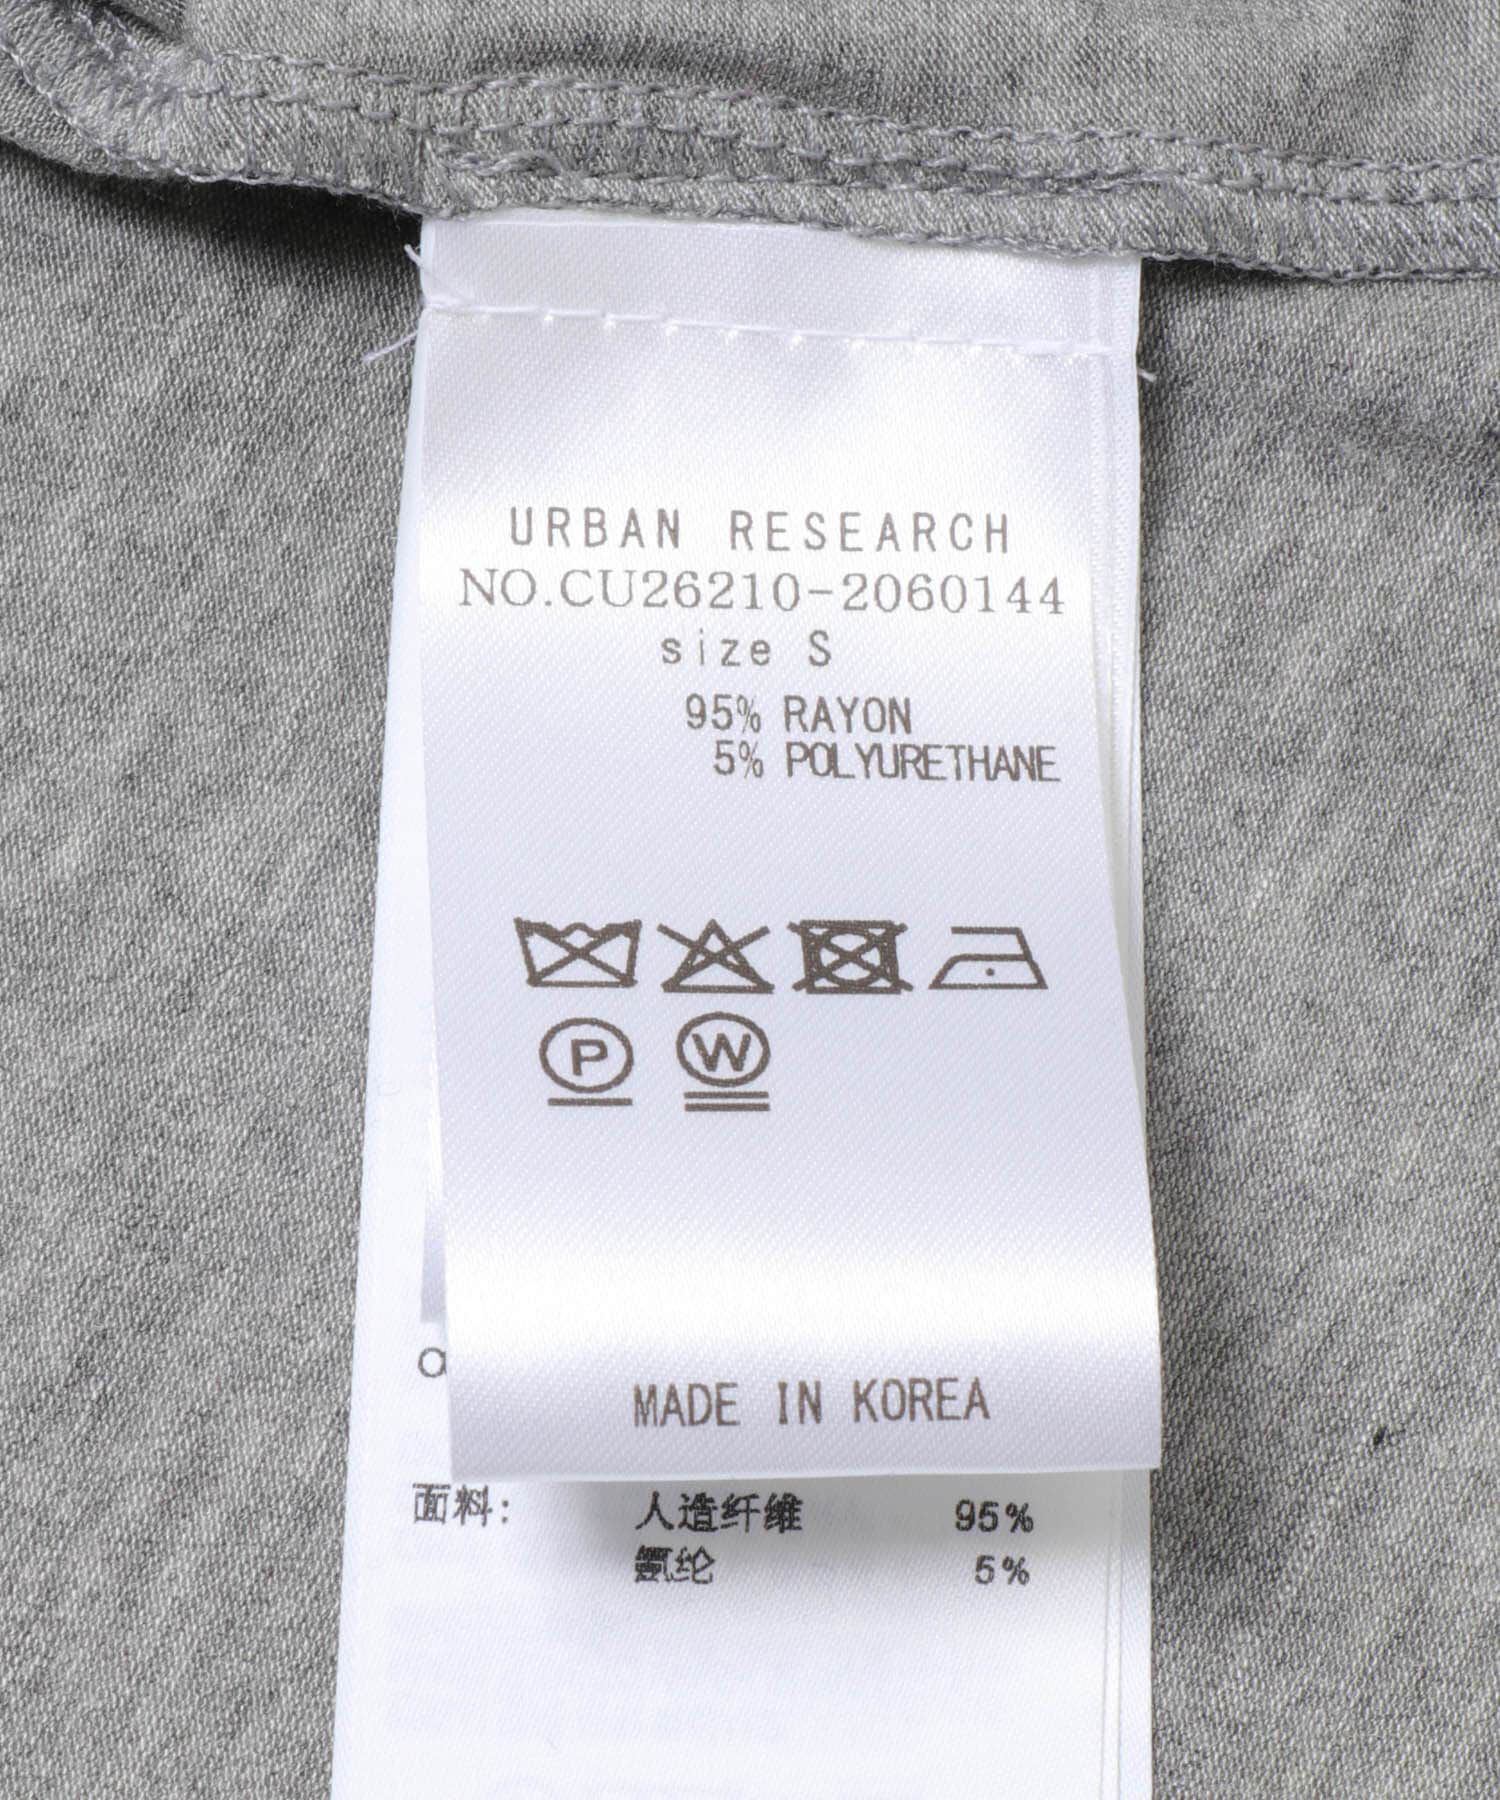 URBAN RESEARCH
NO.CU26210-2060144
size S
95% RAYON
5% POLYURETHANE
P W
MADE IN KOREA
面料: 人造纤维 95%
氨纶 5%